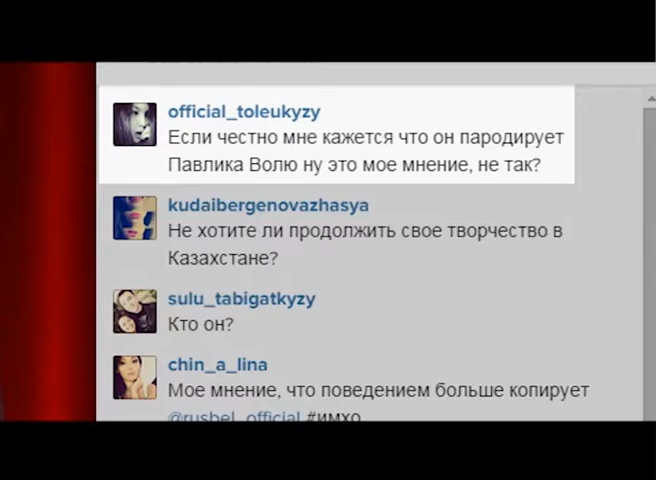 official_toleukyzy
Если честно мне кажется что он пародирует
Павлика Волю ну это мое мнение, не так?
kudaibergenovazhasya
Не хотите ли продолжить свое творчество в
Казахстане?
sulu_tabigatkyzy
Кто он?
chin_a_lina
Мое мнение, что поведением больше копирует
@rusbel_official #имхо